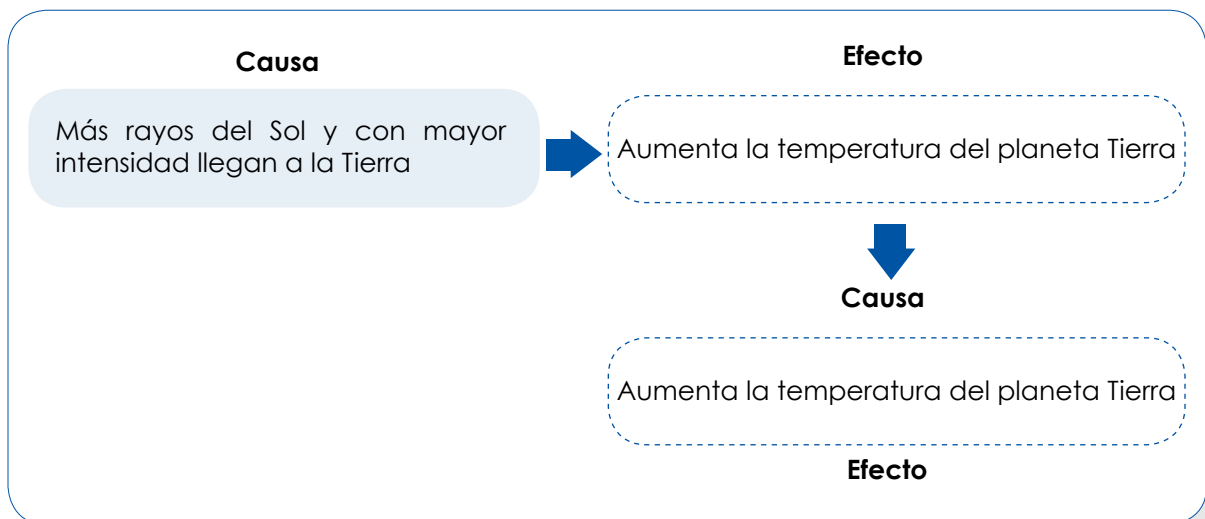 Causa
Más rayos del Sol y con mayor
intensidad llegan a la Tierra
Efecto
Aumenta la temperatura del planeta Tierra
Causa
Aumenta la temperatura del planeta Tierra
Efecto